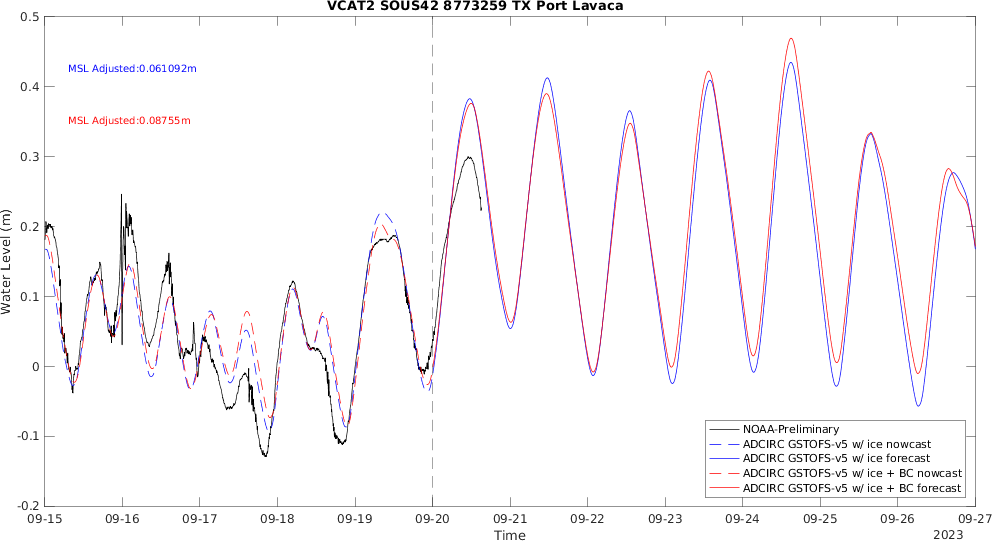 VCAT2 SOUS42 8773259 TX Port Lavaca
0.5
0.4
0.3
0.2
0.1
0
-0.1
-0.2
Water Level (m)
MSL Adjusted:0.061092m
MSL Adjusted:0.08755m
NOAA-Preliminary
ADCIRC GSTOFS-v5 w/ ice nowcast
ADCIRC GSTOFS-v5 w/ ice forecast
ADCIRC GSTOFS-v5 w/ ice + BC nowcast
ADCIRC GSTOFS-v5 w/ ice + BC forecast
09-15 09-16 09-17 09-18 09-19 09-20 09-21 09-22 09-23 09-24 09-25 09-26 09-27
Time
2023